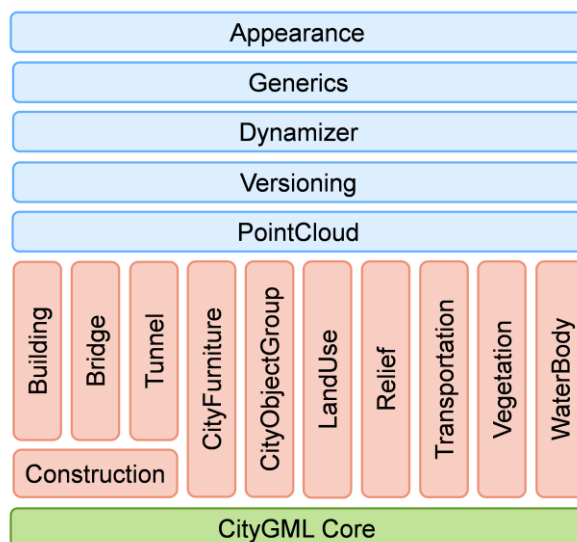 Appearance
Generics
Dynamizer
Versioning
PointCloud
Building
Bridge
Tunnel
CityFurniture
CityObjectGroup
LandUse
Relief
Transportation
Vegetation
WaterBody
Construction
CityGML Core